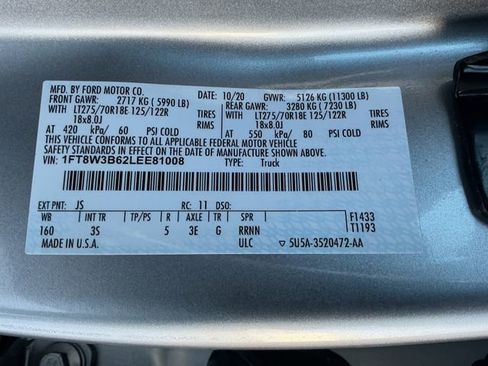 MFD. BY FORD MOTOR CO. 10/20 GVWR: 5126 KG (11300 LB)
FRONT GAWR: 2717 KG (5990 LB) REAR GAWR: 3280 KG (7230 LB)
WITH LT275/70R18E 125/122R TIRES WITH LT275/70R18E 125/122R TIRES
18x8.0J RIMS 18x8.0J RIMS
AT 420 kPa/ 60 PSI COLD AT 550 kPa/ 80 PSI COLD
THIS VEHICLE CONFORMS TO ALL APPLICABLE FEDERAL MOTOR VEHICLE
SAFETY STANDARDS IN EFFECT ON THE DATE OF MANUFACTURE SHOWN ABOVE.
VIN: 1FT8W3B62LEE81008 TYPE: Truck
EXT PNT: JS RC: 11 DSO: F1433
WB INT TR TP/PS R AXLE TR SPR T1193
160 3S 5 3E G RRNN
MADE IN U.S.A. ULC 5U5A-3520472-AA